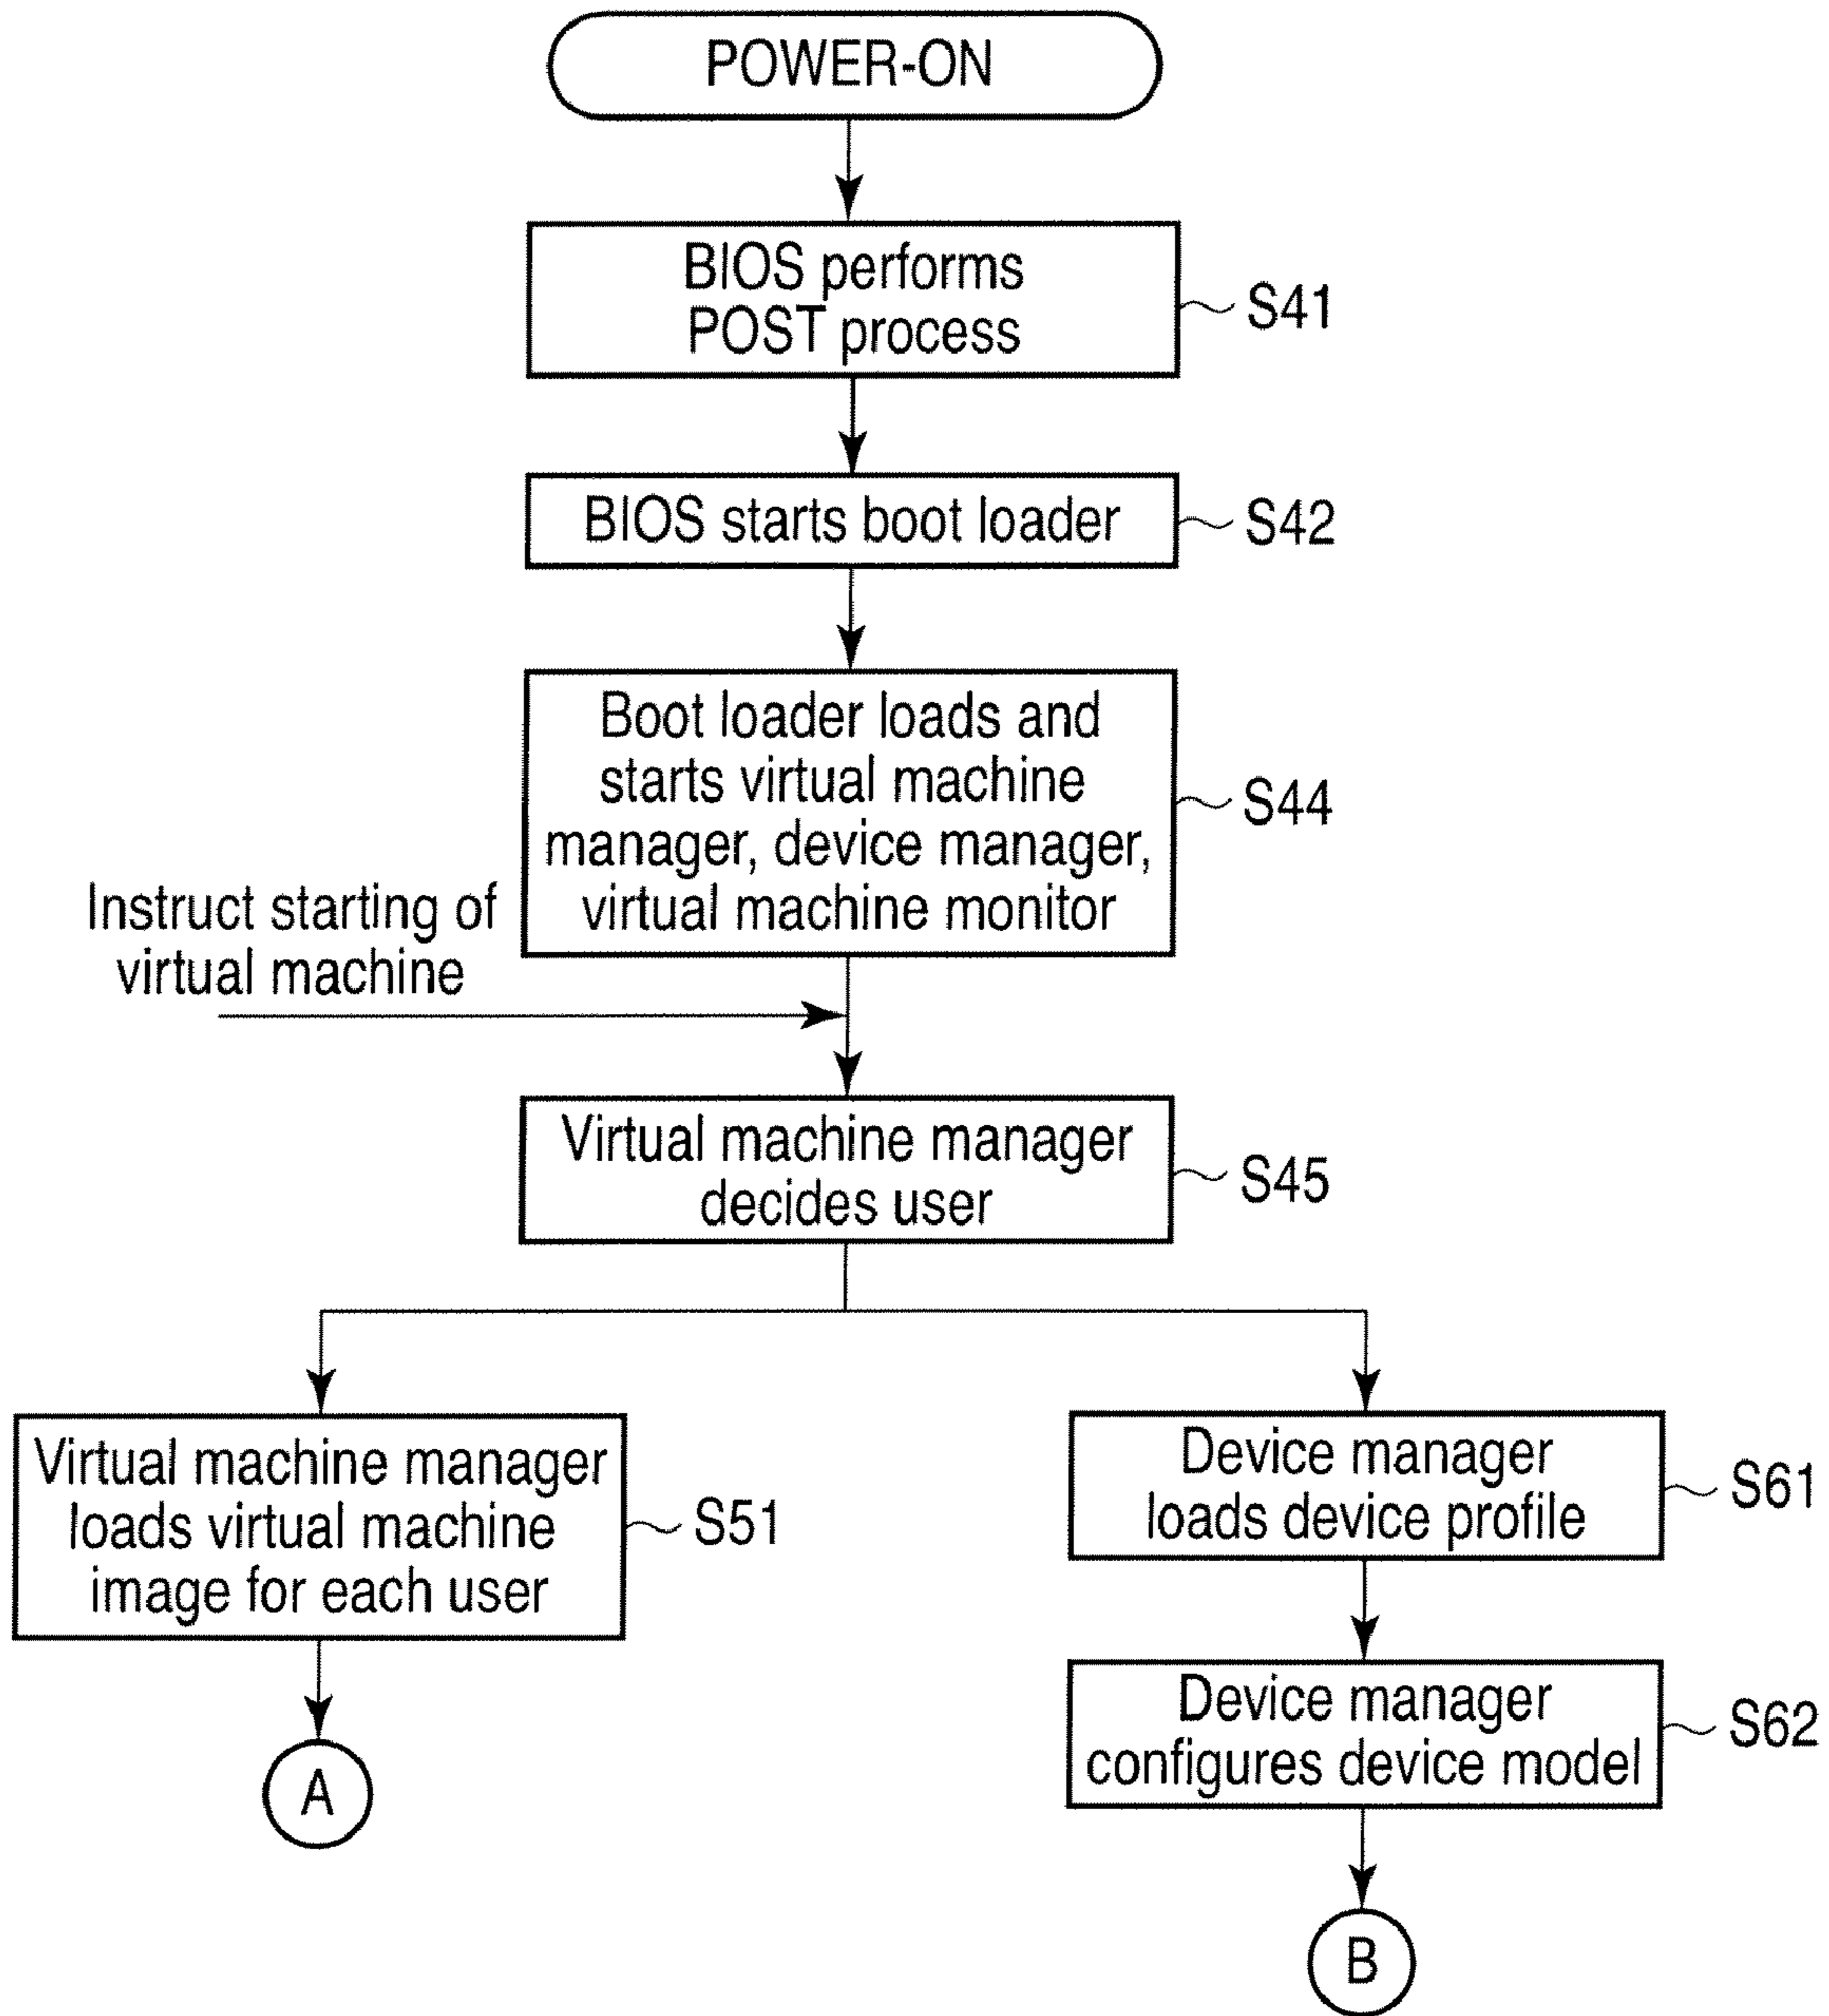 POWER-ON
BIOS performs
POST process
S41
BIOS starts boot loader
S42
Boot loader loads and
starts virtual machine
manager, device manager,
virtual machine monitor
S44
Instruct starting of
virtual machine
Virtual machine manager
decides user
S45
Virtual machine manager
loads virtual machine
image for each user
S51
A
Device manager
loads device profile
S61
Device manager
configures device model
S62
B